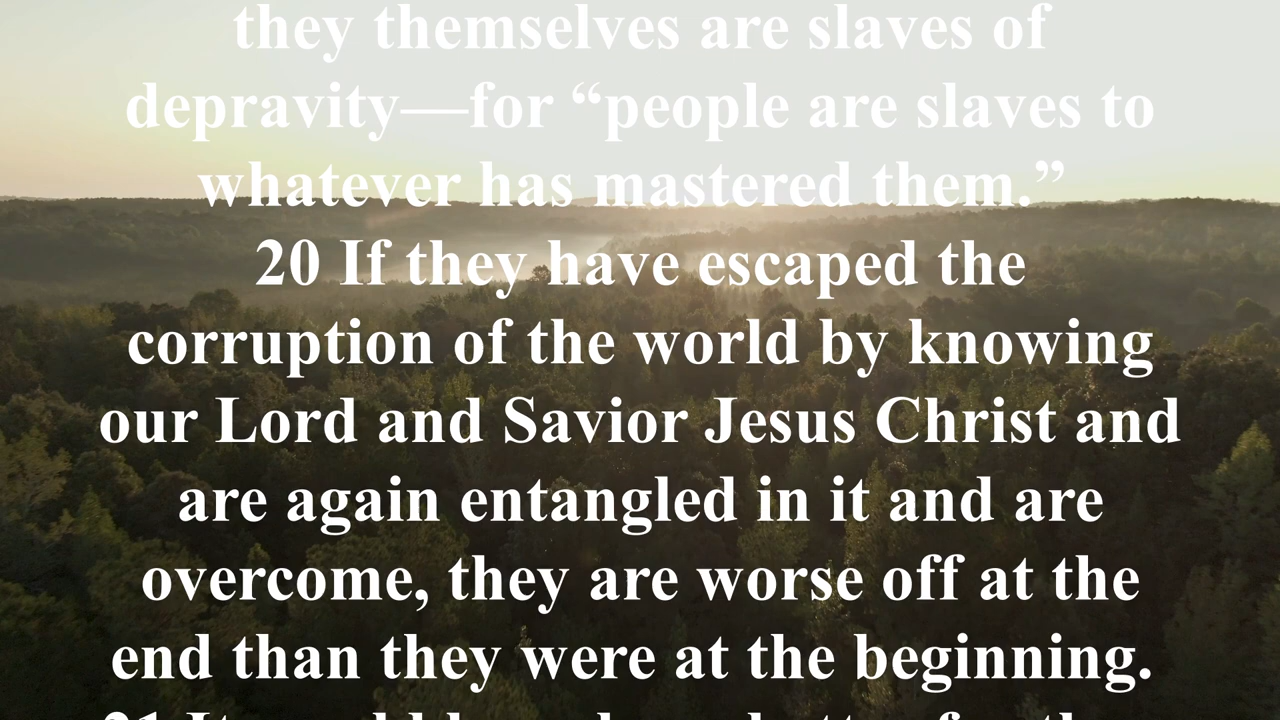 they themselves are slaves of
depravity—for “people are slaves to
whatever has mastered them.”
20 If they have escaped the
corruption of the world by knowing
our Lord and Savior Jesus Christ and
are again entangled in it and are
overcome, they are worse off at the
end than they were at the beginning.